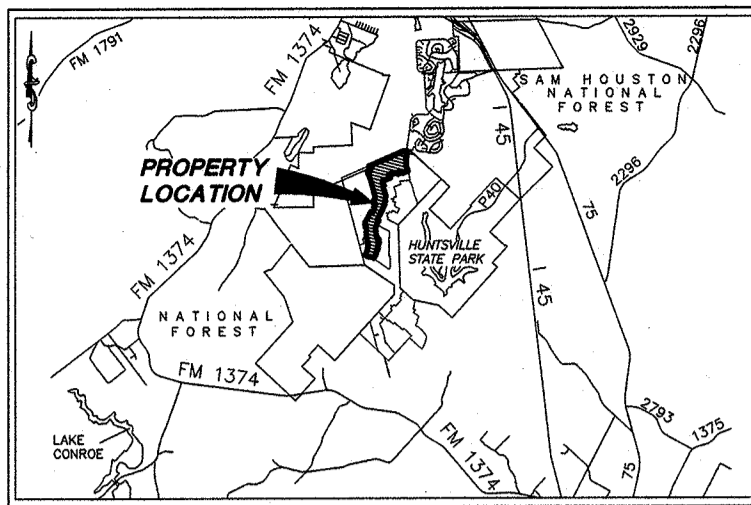 FM 1791
FM 1374
2929
2296
SAM HOUSTON
NATIONAL
FOREST
I 45
PROPERTY
LOCATION
P40
2296
75
HUNTSVILLE
STATE PARK
FM 1374
I 45
NATIONAL
FOREST
FM 1374
2793
1375
LAKE
CONROE
FM 1374
75